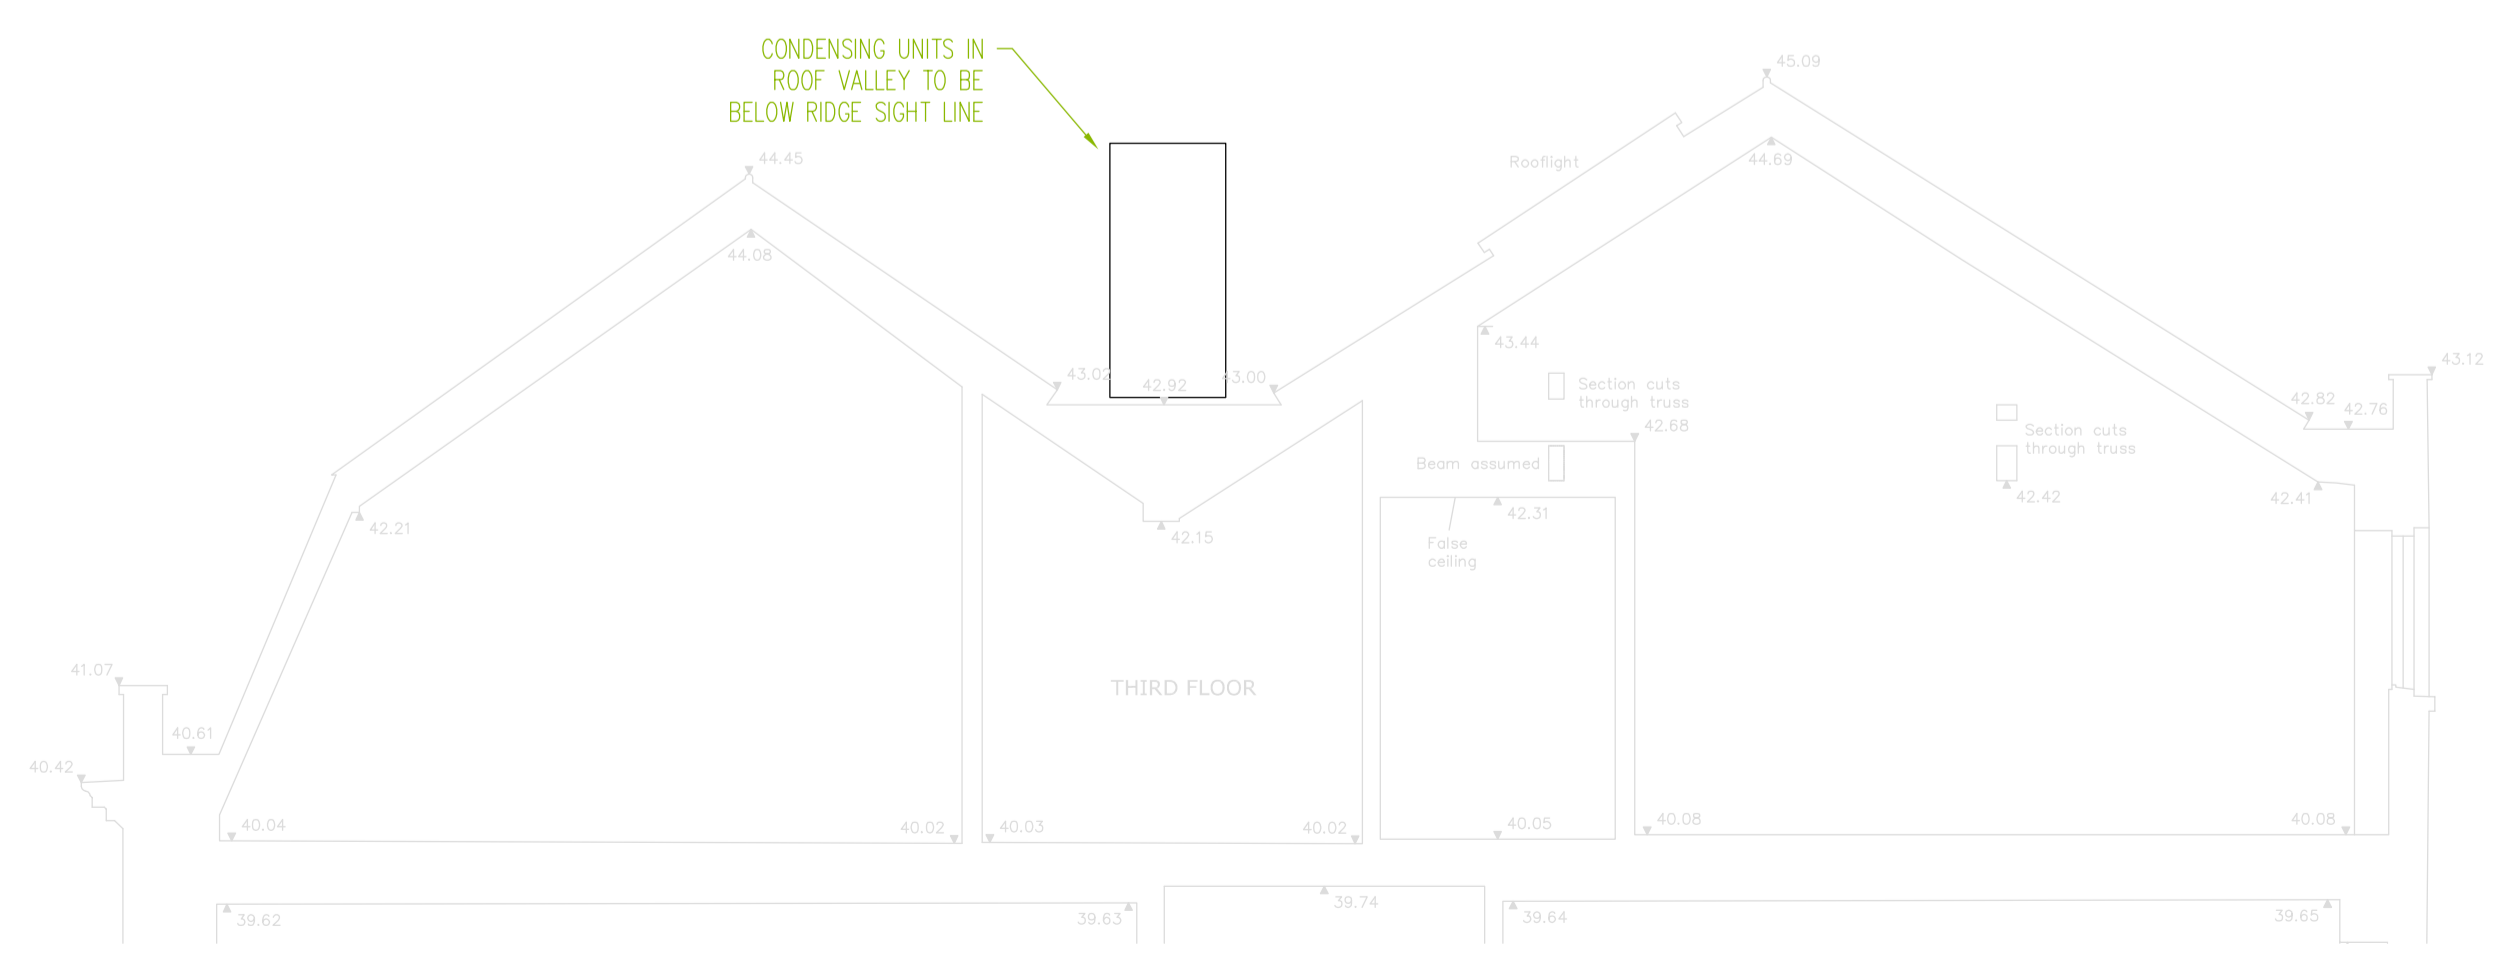 CONDENSING UNITS IN
ROOF VALLEY TO BE
BELOW RIDGE SIGHT LINE
45.09
44.45
Rooflight
44.69
44.08
43.44
43.12
43.02
42.92
43.00
Section cuts
through truss
42.82
42.76
42.68
Section cuts
through truss
Beam assumed
42.42
42.41
42.31
42.21
42.15
False
ceiling
41.07
THIRD FLOOR
40.61
40.42
40.04
40.02
40.03
40.02
40.05
40.08
40.08
39.74
39.62
39.63
39.64
39.65